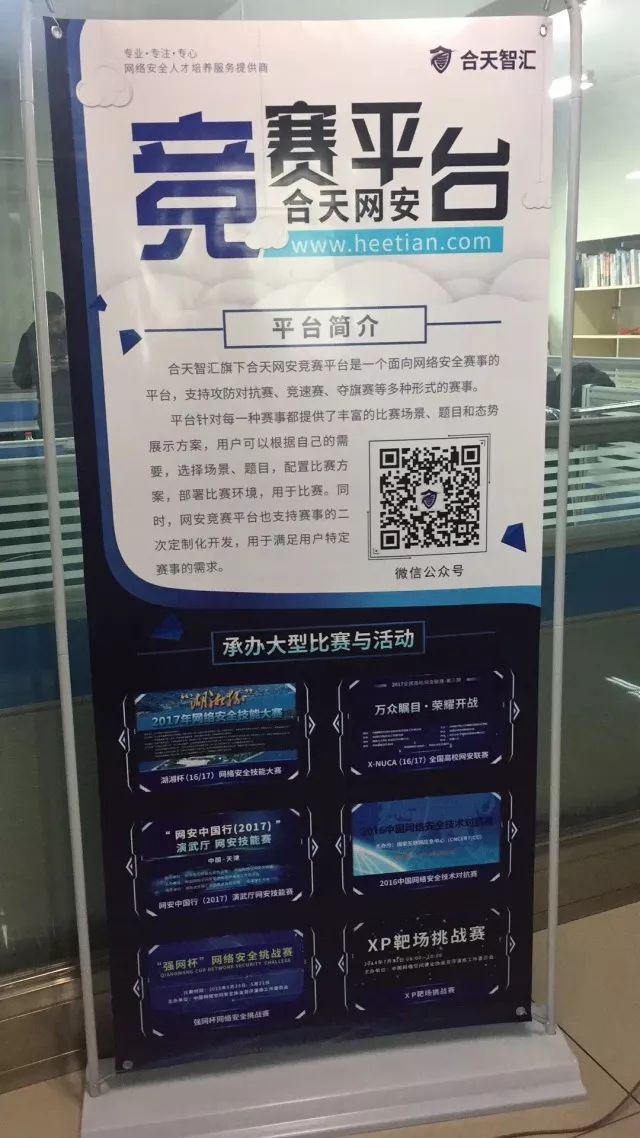 专业·专注·专心
网络安全人才培养服务提供商
合天智汇
竞赛平台
合天网安
www.heetian.com
平台简介
合天智汇旗下合天网安竞赛平台是一个面向网络安全赛事的
平台，支持攻防对抗赛、竞速赛、夺旗赛等多种形式的赛事。
平台针对每一种赛事都提供了丰富的比赛场景、题目和态势
展示方案，用户可以根据自己的需
要，选择场景、题目，配置比赛方
案，部署比赛环境，用于比赛。同
时，网安竞赛平台也支持赛事的二
次定制化开发，用于满足用户特定
赛事的需求。
微信公众号
承办大型比赛与活动
“湖湘杯”
2017年网络安全技能大赛
湖湘杯（16/17）网络安全技能大赛
万众瞩目·荣耀开战
X-NUCA（16/17）全国高校网安联赛
“网安中国行(2017)”
演武厅 网安技能赛
中国·天津
网安中国行（2017）演武厅网安技能赛
2016中国网络安全技术对抗赛
2016中国网络安全技术对抗赛
“强网杯”网络安全挑战赛
QIANGWANG CUP NETWORK SECURITY CHALLEGE
强网杯网络安全挑战赛
XP靶场挑战赛
XP靶场挑战赛